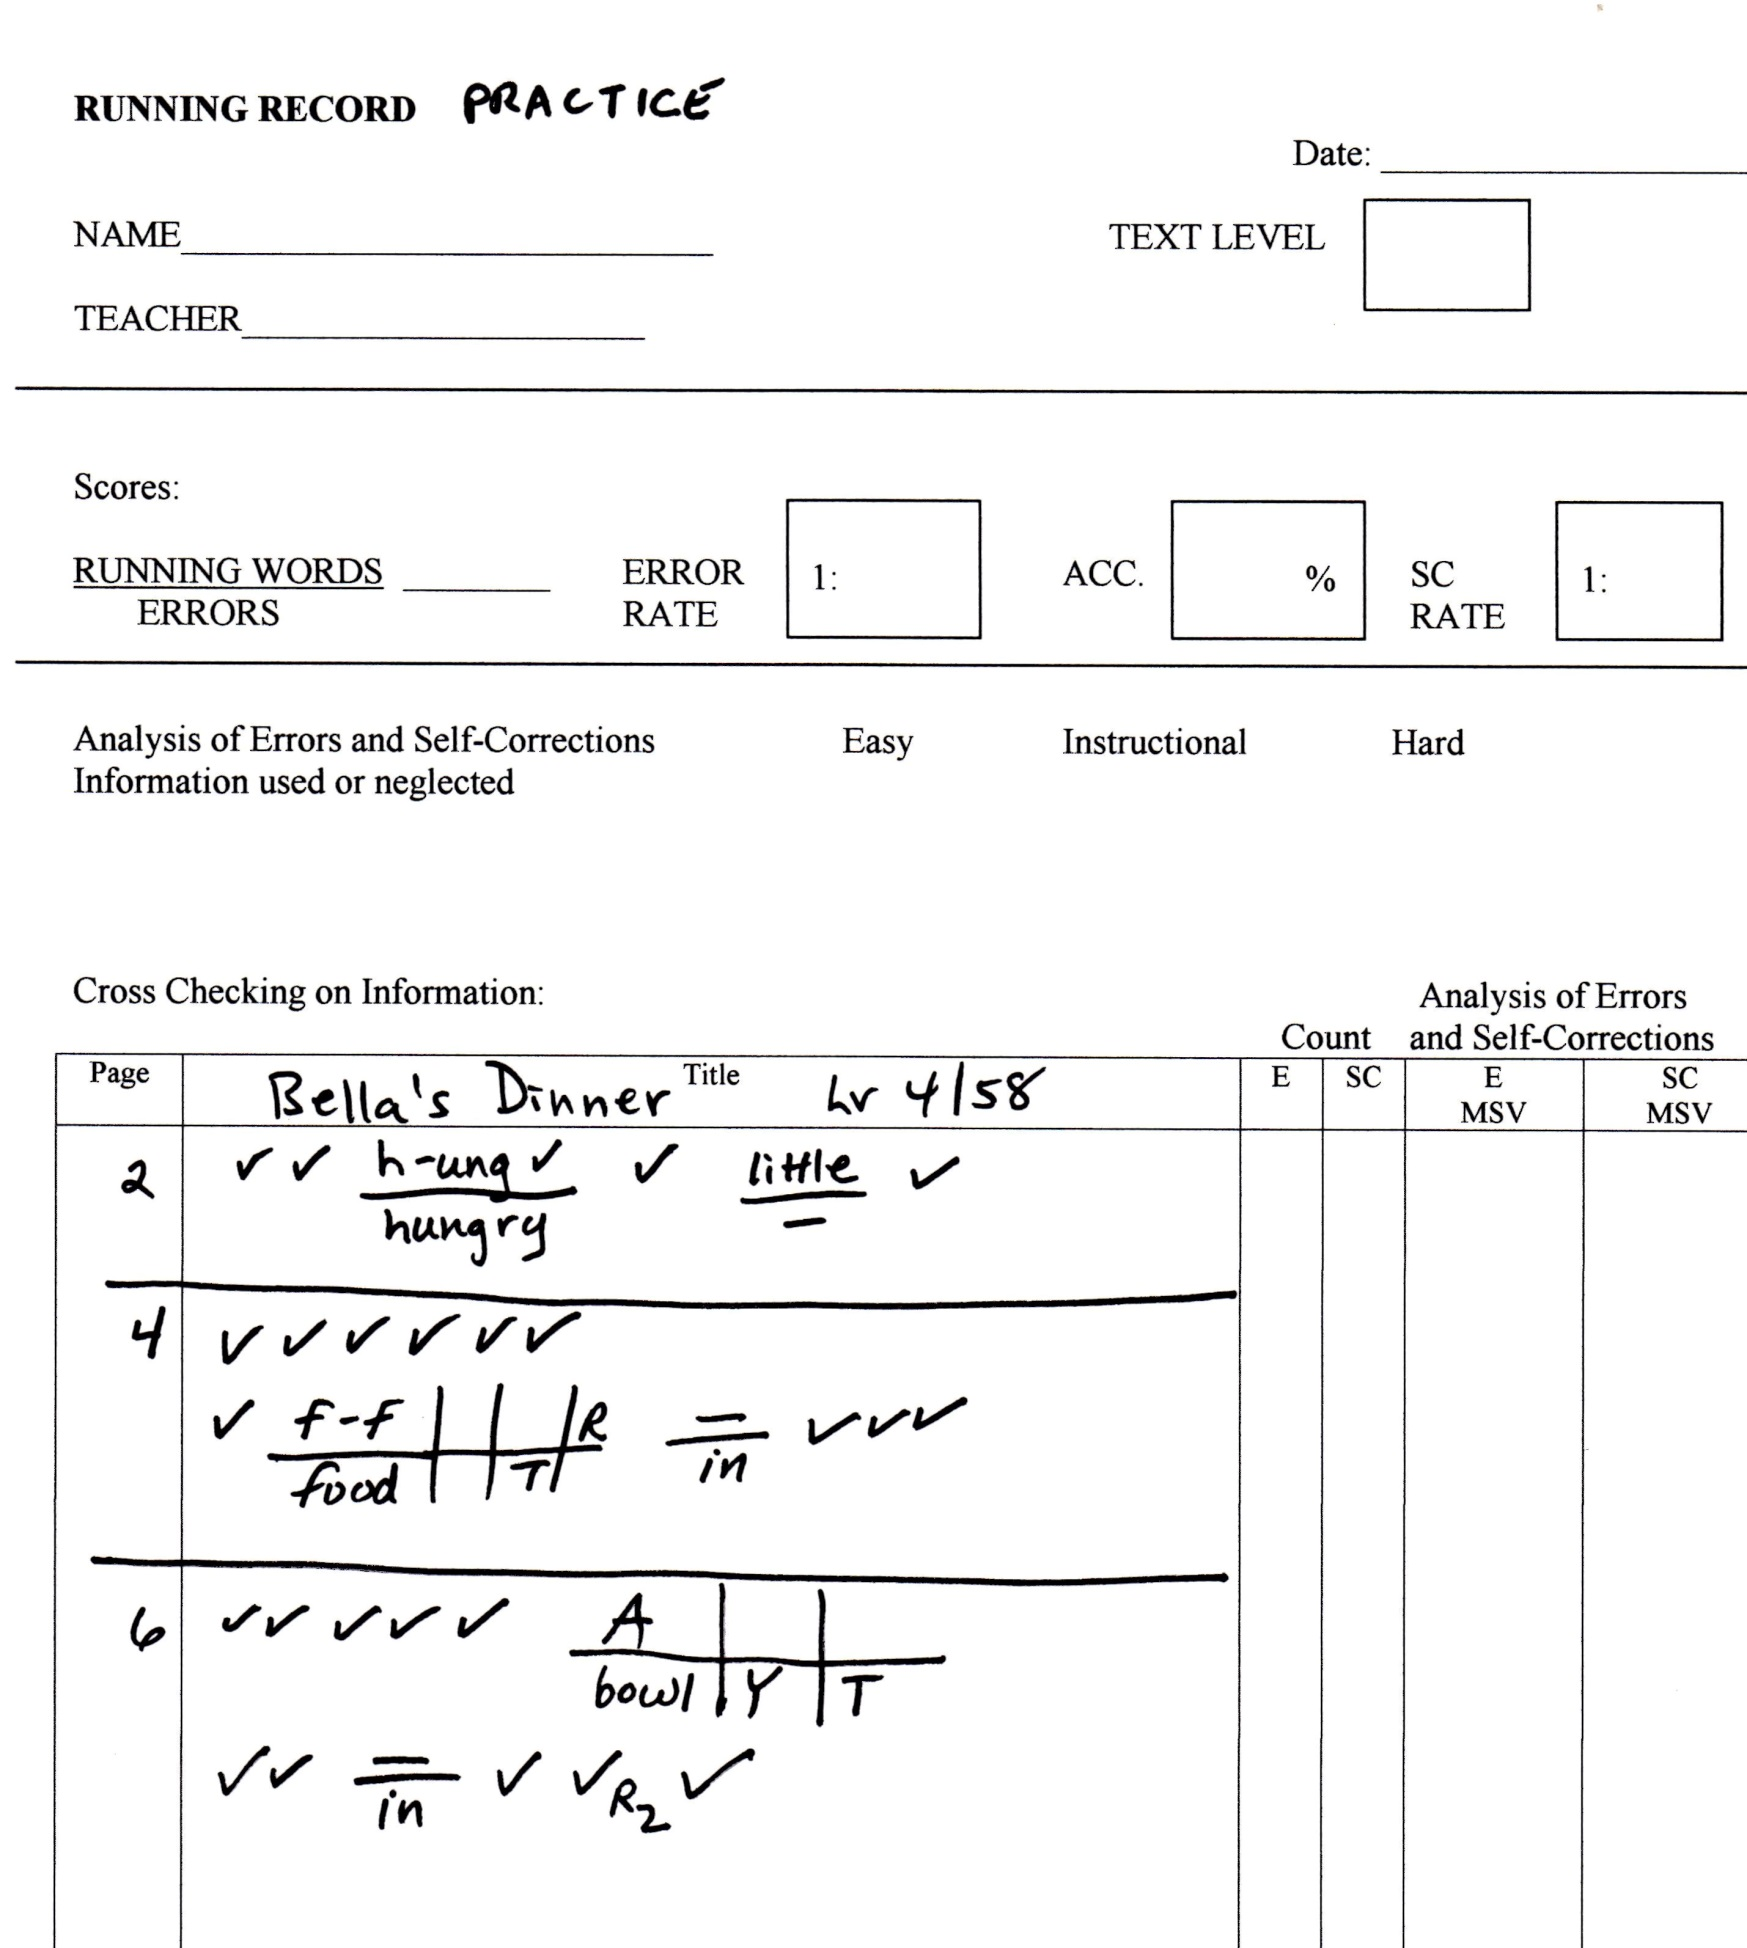 RUNNING RECORD PRACTICE
Date:
NAME TEXT LEVEL
TEACHER
Scores:
RUNNING WORDS ERROR 1: ACC. % SC 1:
ERRORS RATE RATE
Analysis of Errors and Self-Corrections Easy Instructional Hard
Information used or neglected
Cross Checking on Information: Analysis of Errors
Count and Self-Corrections
Page Bella's Dinner Title Lv 4/58 E SC E SC
MSV MSV
2 ✓ ✓ h-ung ✓ ✓ little ✓
hungry —
4 ✓ ✓ ✓ ✓ ✓ ✓
✓ f-f | | | R — ✓ ✓ ✓
food | | T | in
6 ✓ ✓ ✓ ✓ ✓ A | |
bowl | Y | T
✓ ✓ — ✓ ✓ R2 ✓
in